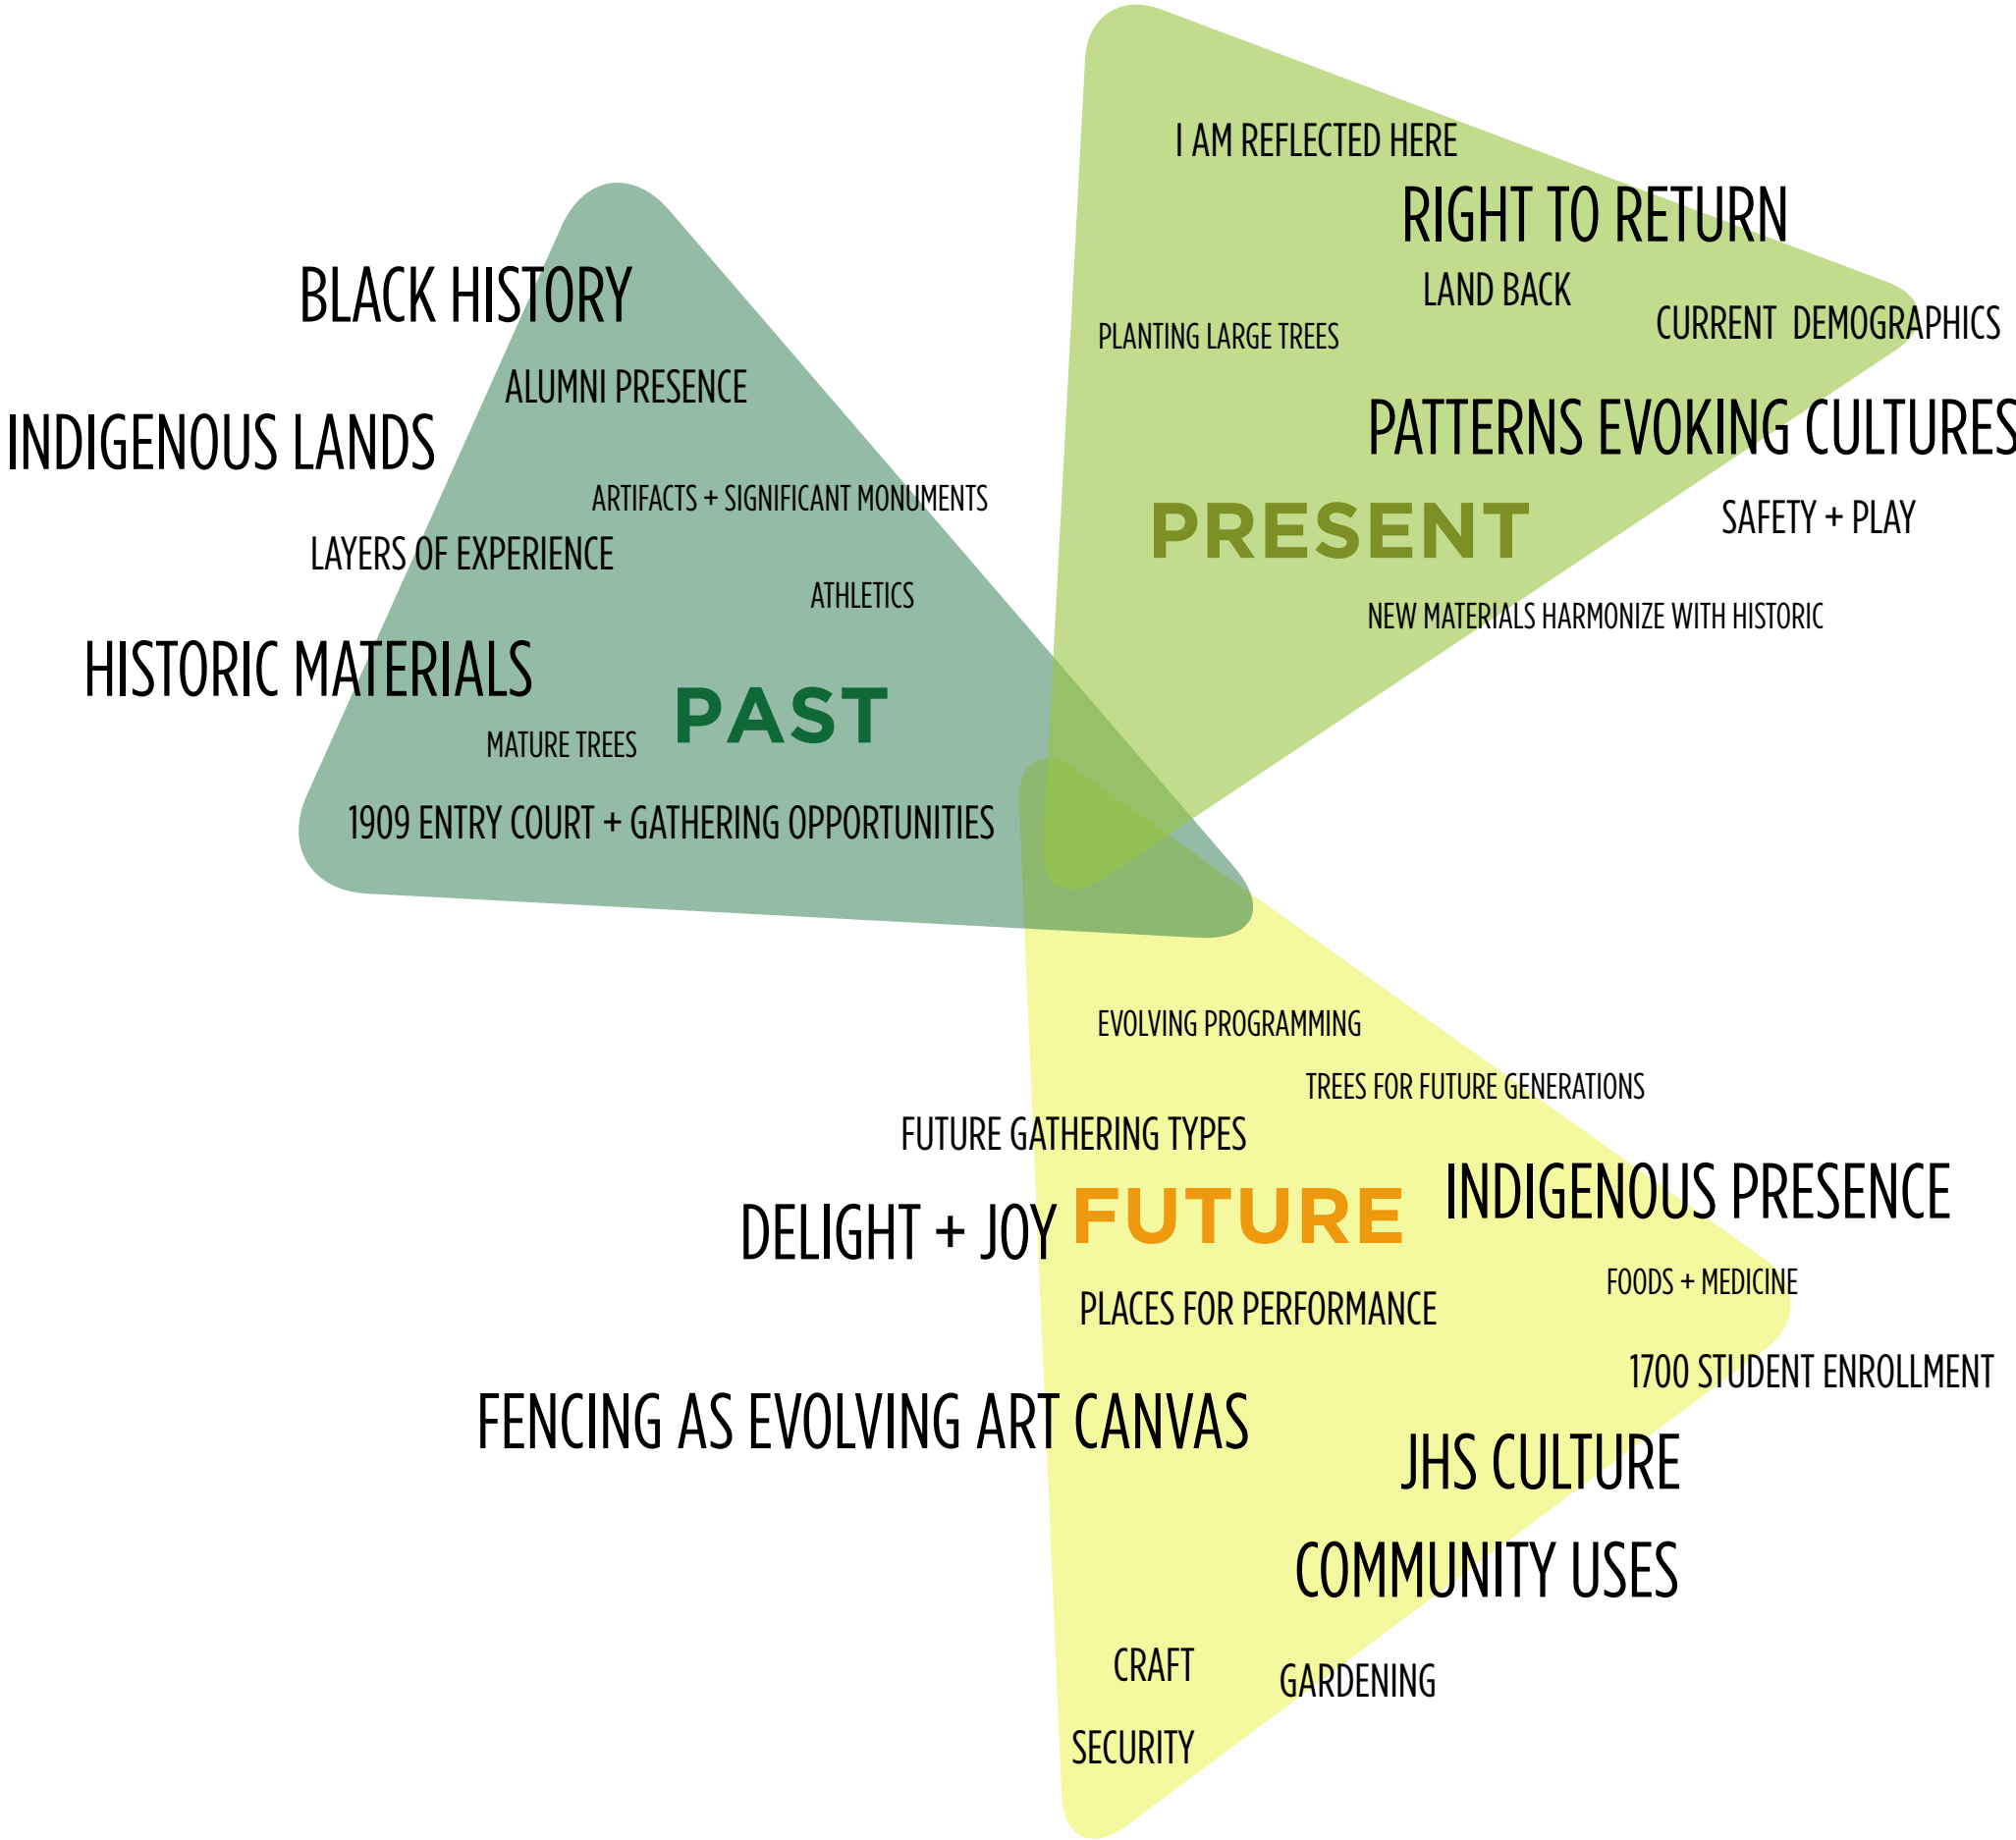 BLACK HISTORY
ALUMNI PRESENCE
INDIGENOUS LANDS
ARTIFACTS + SIGNIFICANT MONUMENTS
LAYERS OF EXPERIENCE
ATHLETICS
HISTORIC MATERIALS
PAST
MATURE TREES
1909 ENTRY COURT + GATHERING OPPORTUNITIES
I AM REFLECTED HERE
RIGHT TO RETURN
LAND BACK
CURRENT DEMOGRAPHICS
PLANTING LARGE TREES
PATTERNS EVOKING CULTURES
PRESENT
SAFETY + PLAY
NEW MATERIALS HARMONIZE WITH HISTORIC
EVOLVING PROGRAMMING
TREES FOR FUTURE GENERATIONS
FUTURE GATHERING TYPES
INDIGENOUS PRESENCE
DELIGHT + JOY
FUTURE
FOODS + MEDICINE
PLACES FOR PERFORMANCE
1700 STUDENT ENROLLMENT
FENCING AS EVOLVING ART CANVAS
JHS CULTURE
COMMUNITY USES
CRAFT
GARDENING
SECURITY